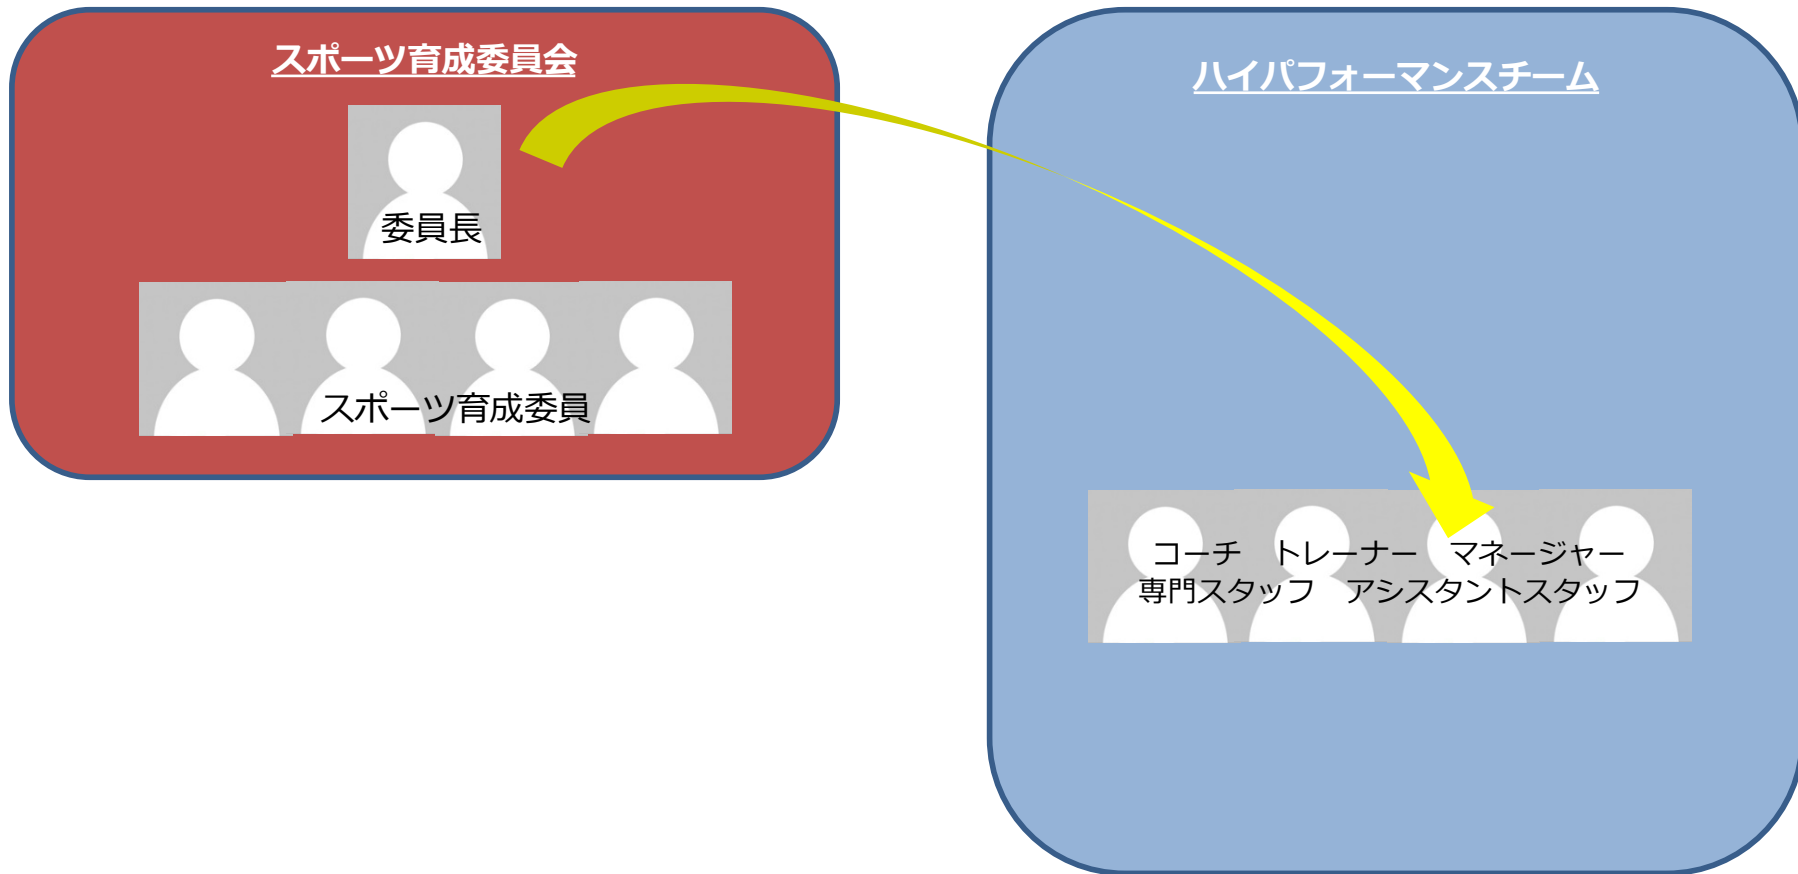 スポーツ育成委員会
委員長
スポーツ育成委員
ハイパフォーマンスチーム
コーチ　トレーナー　マネージャー
専門スタッフ　アシスタントスタッフ